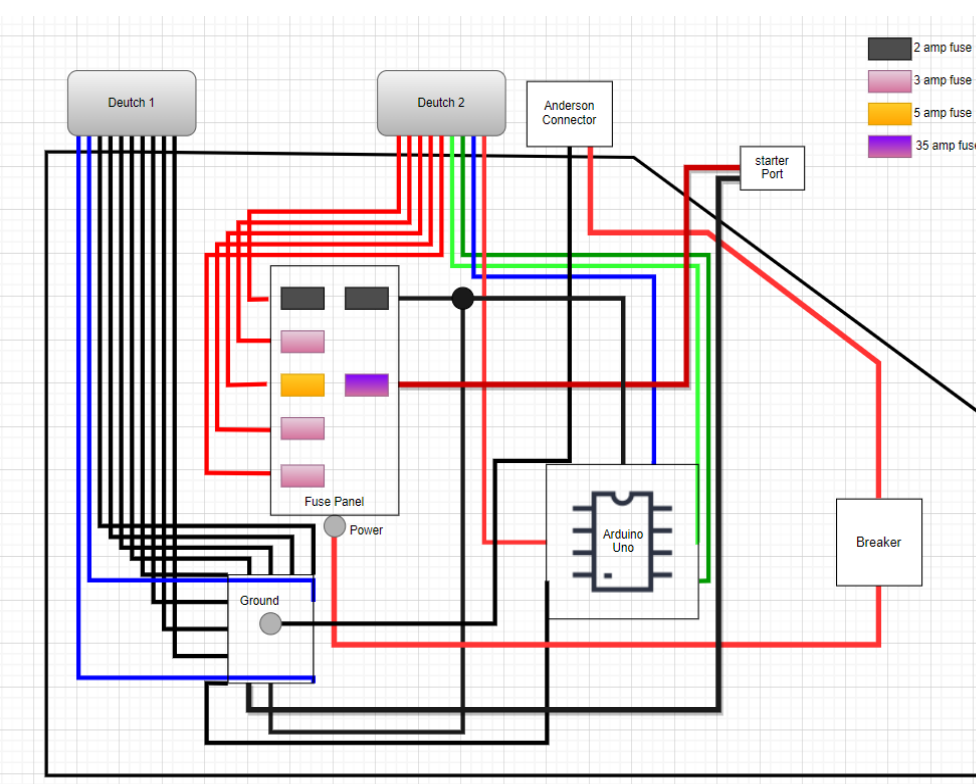 2 amp fuse
3 amp fuse
5 amp fuse
35 amp fuse
Deutch 1
Deutch 2
Anderson
Connector
starter
Port
Fuse Panel
Power
Arduino
Uno
Breaker
Ground